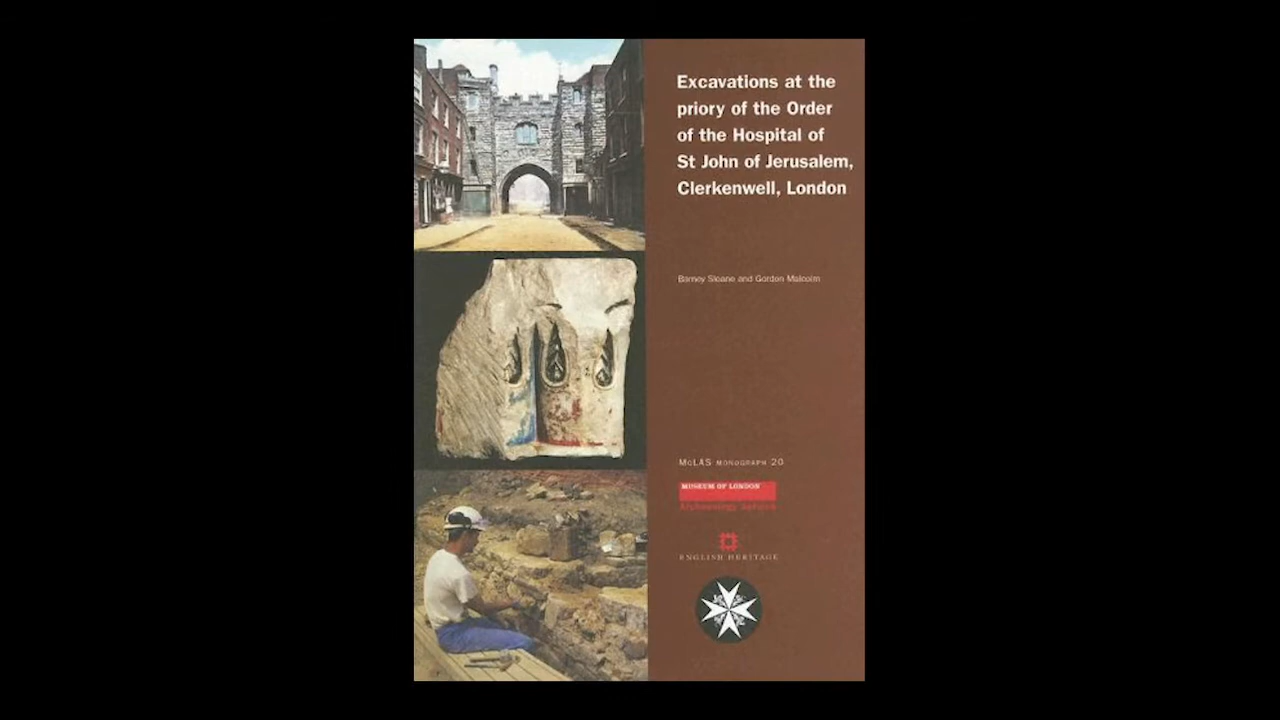 Excavations at the
priory of the Order
of the Hospital of
St John of Jerusalem,
Clerkenwell, London
Barney Sloane and Gordon Malcolm
MoLAS MONOGRAPH 20
MUSEUM OF LONDON
Archaeology Service
ENGLISH HERITAGE